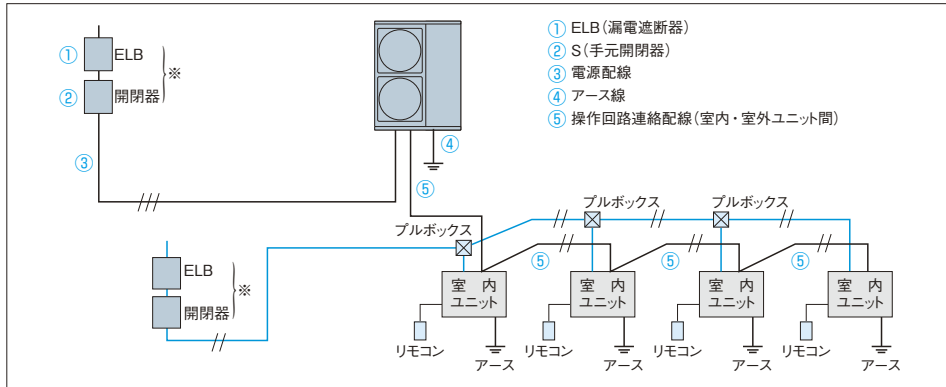 ① ELB
② 開閉器
※
③
④
⑤
① ELB(漏電遮断器)
② S(手元開閉器)
③ 電源配線
④ アース線
⑤ 操作回路連絡配線(室内・室外ユニット間)
プルボックス
プルボックス
プルボックス
ELB
開閉器
※
⑤
⑤
⑤
室 内
ユニット
室 内
ユニット
室 内
ユニット
室 内
ユニット
リモコン
アース
リモコン
アース
リモコン
アース
リモコン
アース